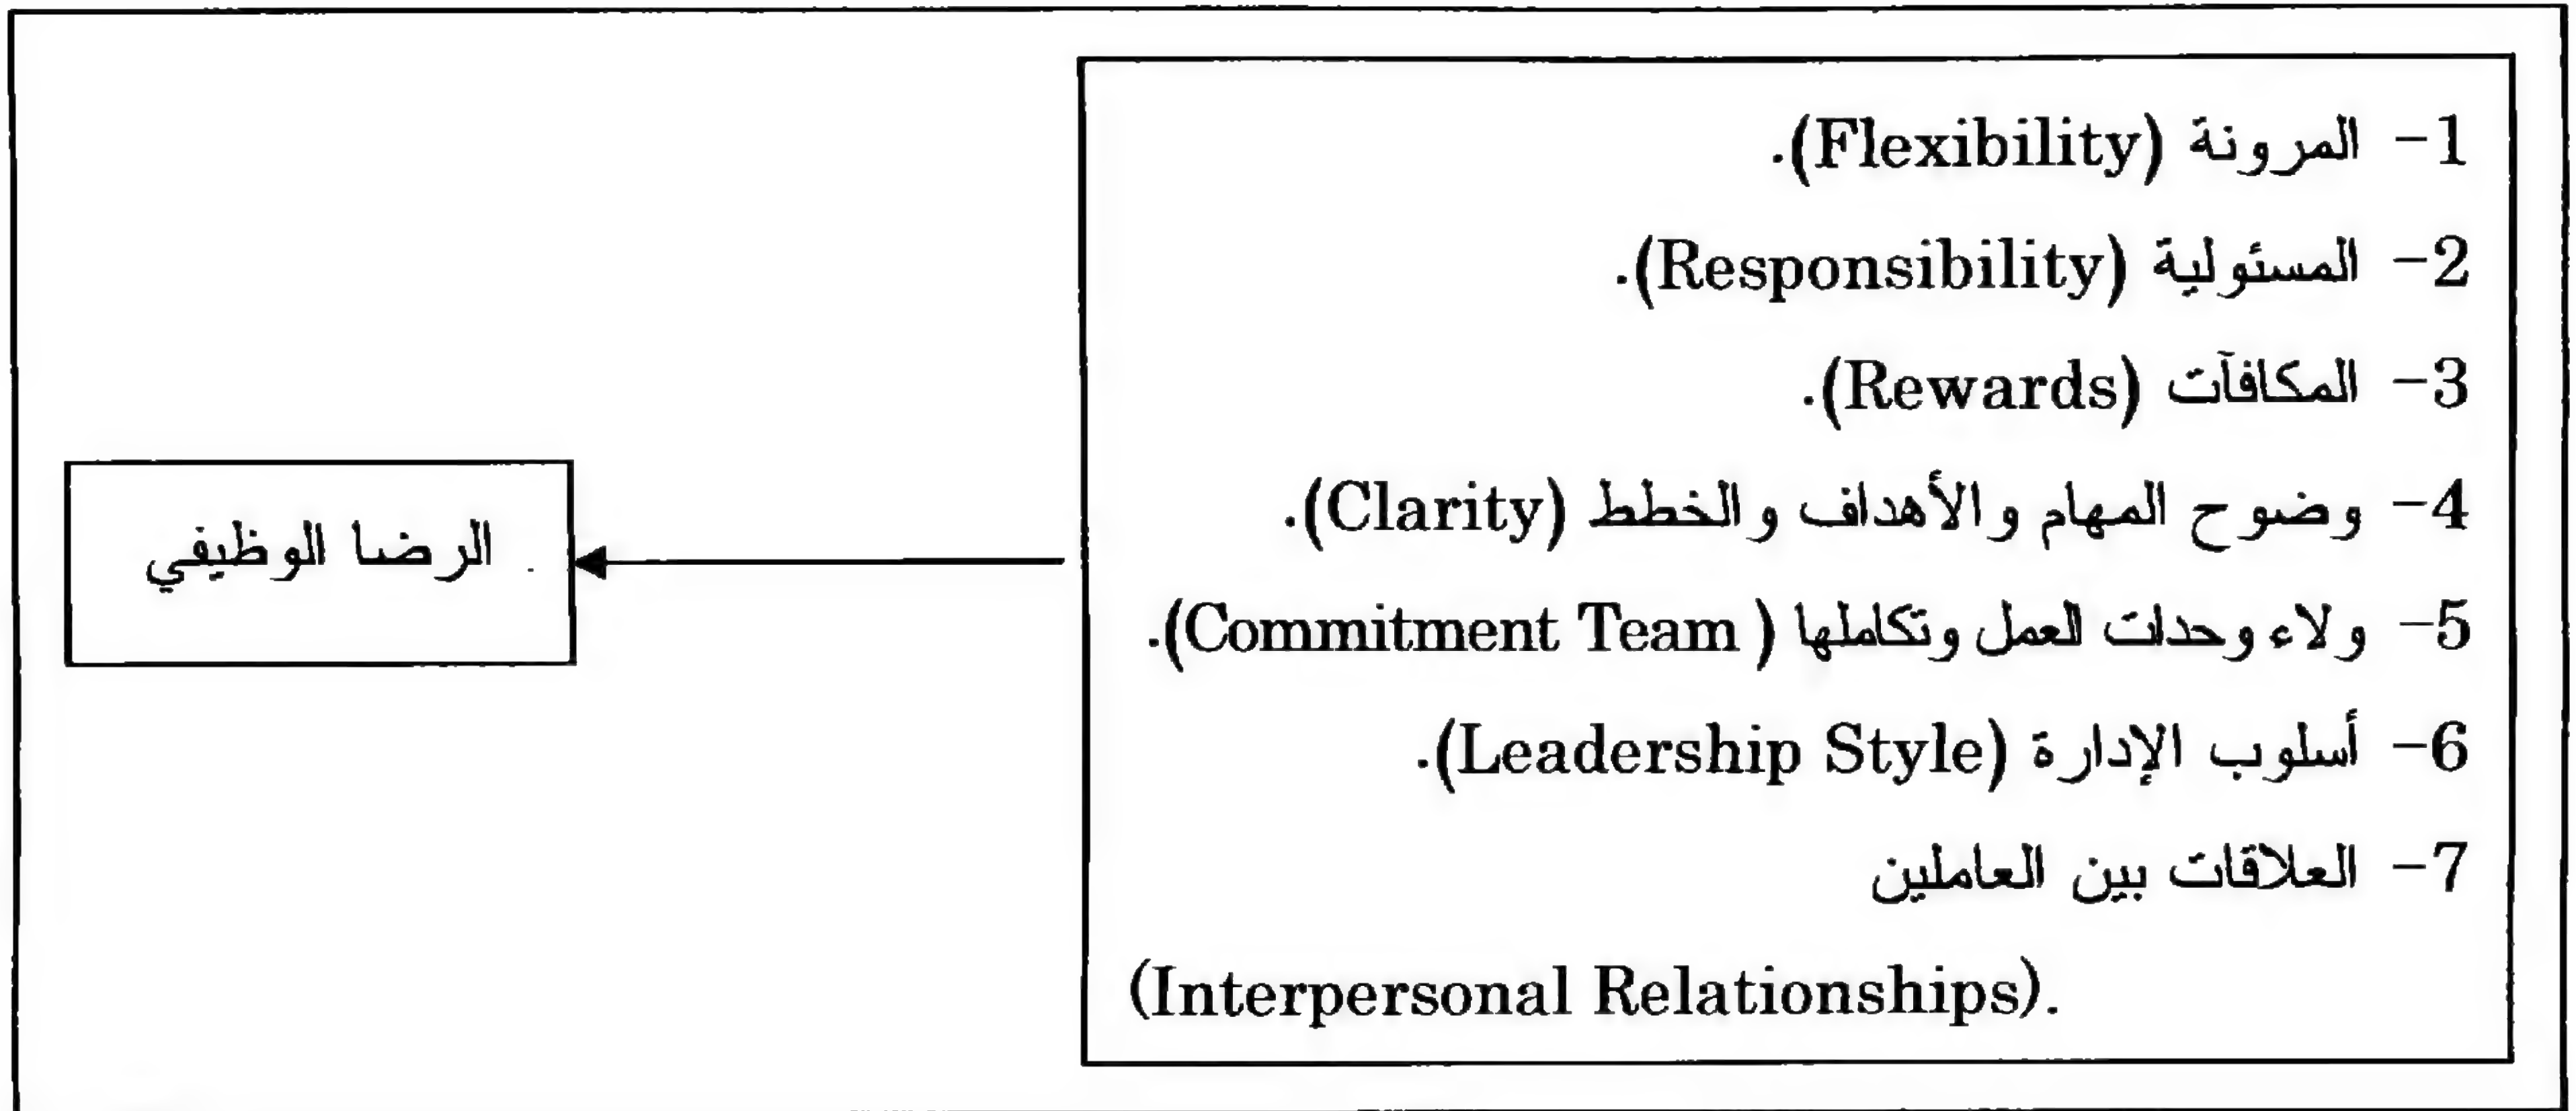 1- المرونة (Flexibility).
2- المسئولية (Responsibility).
3- المكافآت (Rewards).
4- وضوح المهام والأهداف والخطط (Clarity).
5- ولاء وحدات العمل وتكاملها (Commitment Team ).
6- أسلوب الإدارة (Leadership Style).
7- العلاقات بين العاملين
(Interpersonal Relationships).
الرضا الوظيفي